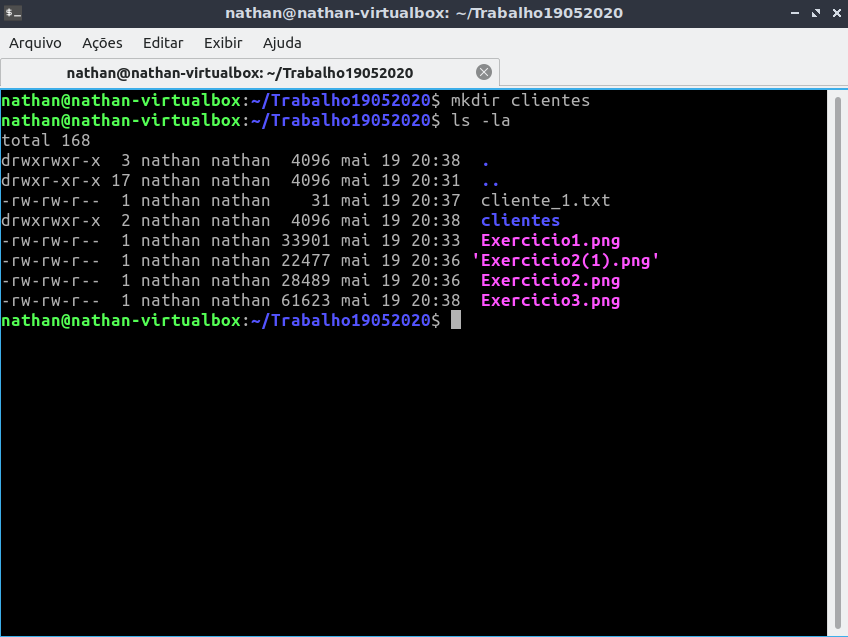 nathan@nathan-virtualbox: ~/Trabalho19052020
Arquivo Ações Editar Exibir Ajuda
nathan@nathan-virtualbox: ~/Trabalho19052020
nathan@nathan-virtualbox:~/Trabalho19052020$ mkdir clientes
nathan@nathan-virtualbox:~/Trabalho19052020$ ls -la
total 168
drwxrwxr-x  3 nathan nathan  4096 mai 19 20:38  .
drwxr-xr-x 17 nathan nathan  4096 mai 19 20:31  ..
-rw-rw-r--  1 nathan nathan    31 mai 19 20:37  cliente_1.txt
drwxrwxr-x  2 nathan nathan  4096 mai 19 20:38  clientes
-rw-rw-r--  1 nathan nathan 33901 mai 19 20:33  Exercicio1.png
-rw-rw-r--  1 nathan nathan 22477 mai 19 20:36 'Exercicio2(1).png'
-rw-rw-r--  1 nathan nathan 28489 mai 19 20:36  Exercicio2.png
-rw-rw-r--  1 nathan nathan 61623 mai 19 20:38  Exercicio3.png
nathan@nathan-virtualbox:~/Trabalho19052020$